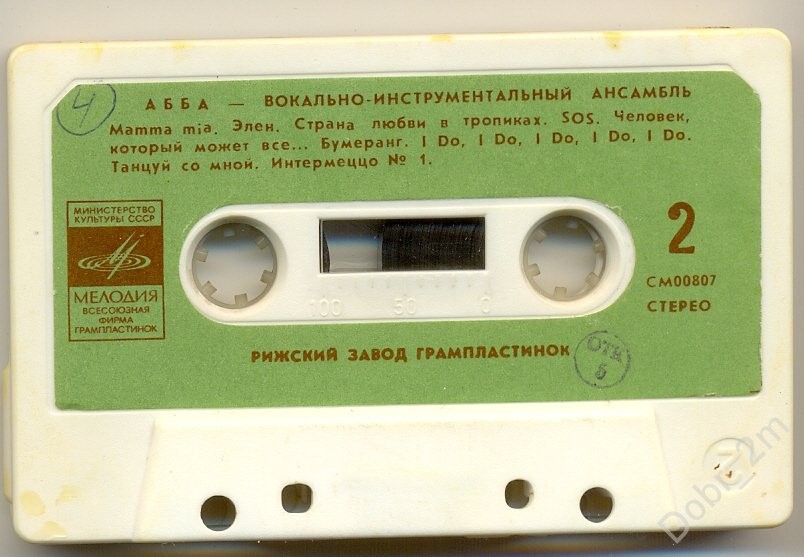 4
АББА — ВОКАЛЬНО-ИНСТРУМЕНТАЛЬНЫЙ АНСАМБЛЬ
Mamma mia. Элен. Страна любви в тропиках. SOS. Человек,
который может все... Бумеранг. I Do, I Do, I Do, I Do, I Do.
Танцуй со мной. Интермеццо № 1.
МИНИСТЕРСТВО
КУЛЬТУРЫ СССР
МЕЛОДИЯ
ВСЕСОЮЗНАЯ
ФИРМА
ГРАМПЛАСТИНОК
2
СМ00807
СТЕРЕО
100 50 0
РИЖСКИЙ ЗАВОД ГРАМПЛАСТИНОК
ОТК
5
Dobr_2m